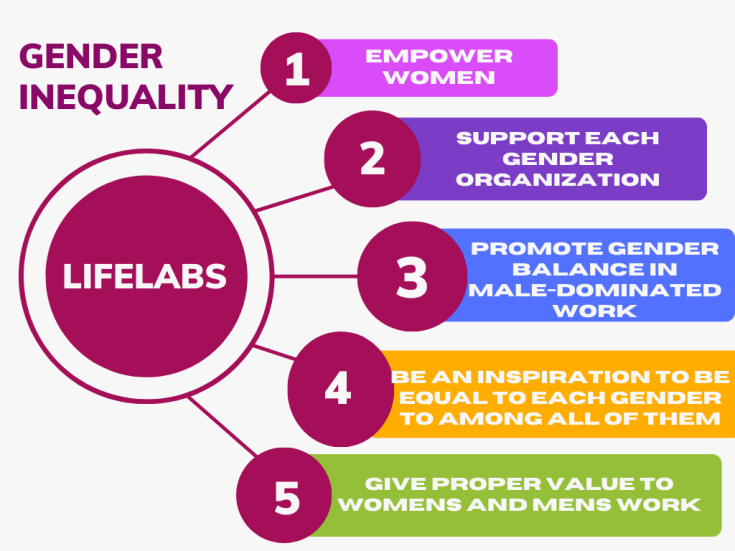 GENDER
INEQUALITY
LIFELABS
1
EMPOWER
WOMEN
2
SUPPORT EACH
GENDER
ORGANIZATION
3
PROMOTE GENDER
BALANCE IN
MALE-DOMINATED
WORK
4
BE AN INSPIRATION TO BE
EQUAL TO EACH GENDER
TO AMONG ALL OF THEM
5
GIVE PROPER VALUE TO
WOMENS AND MENS WORK